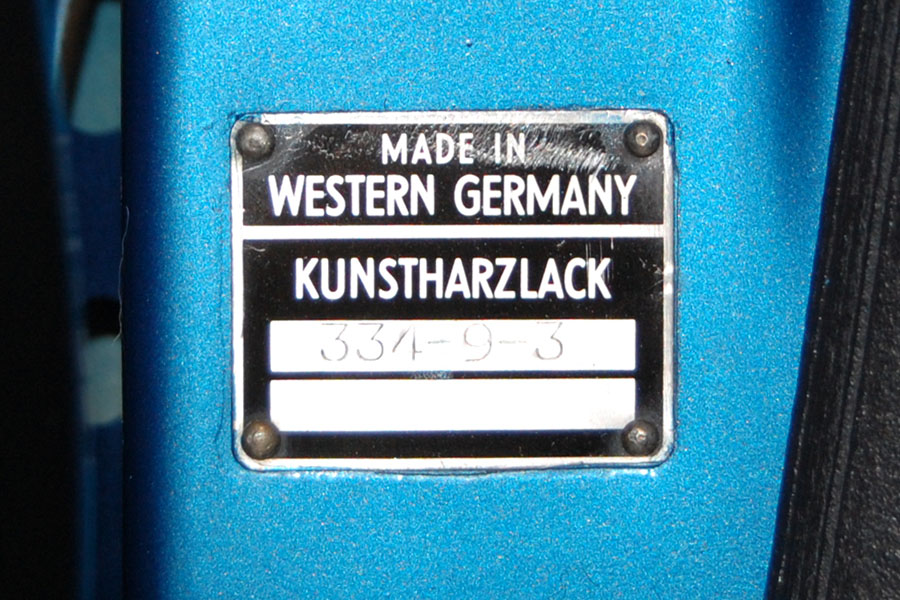 MADE IN
WESTERN GERMANY
KUNSTHARZLACK
334-9-3